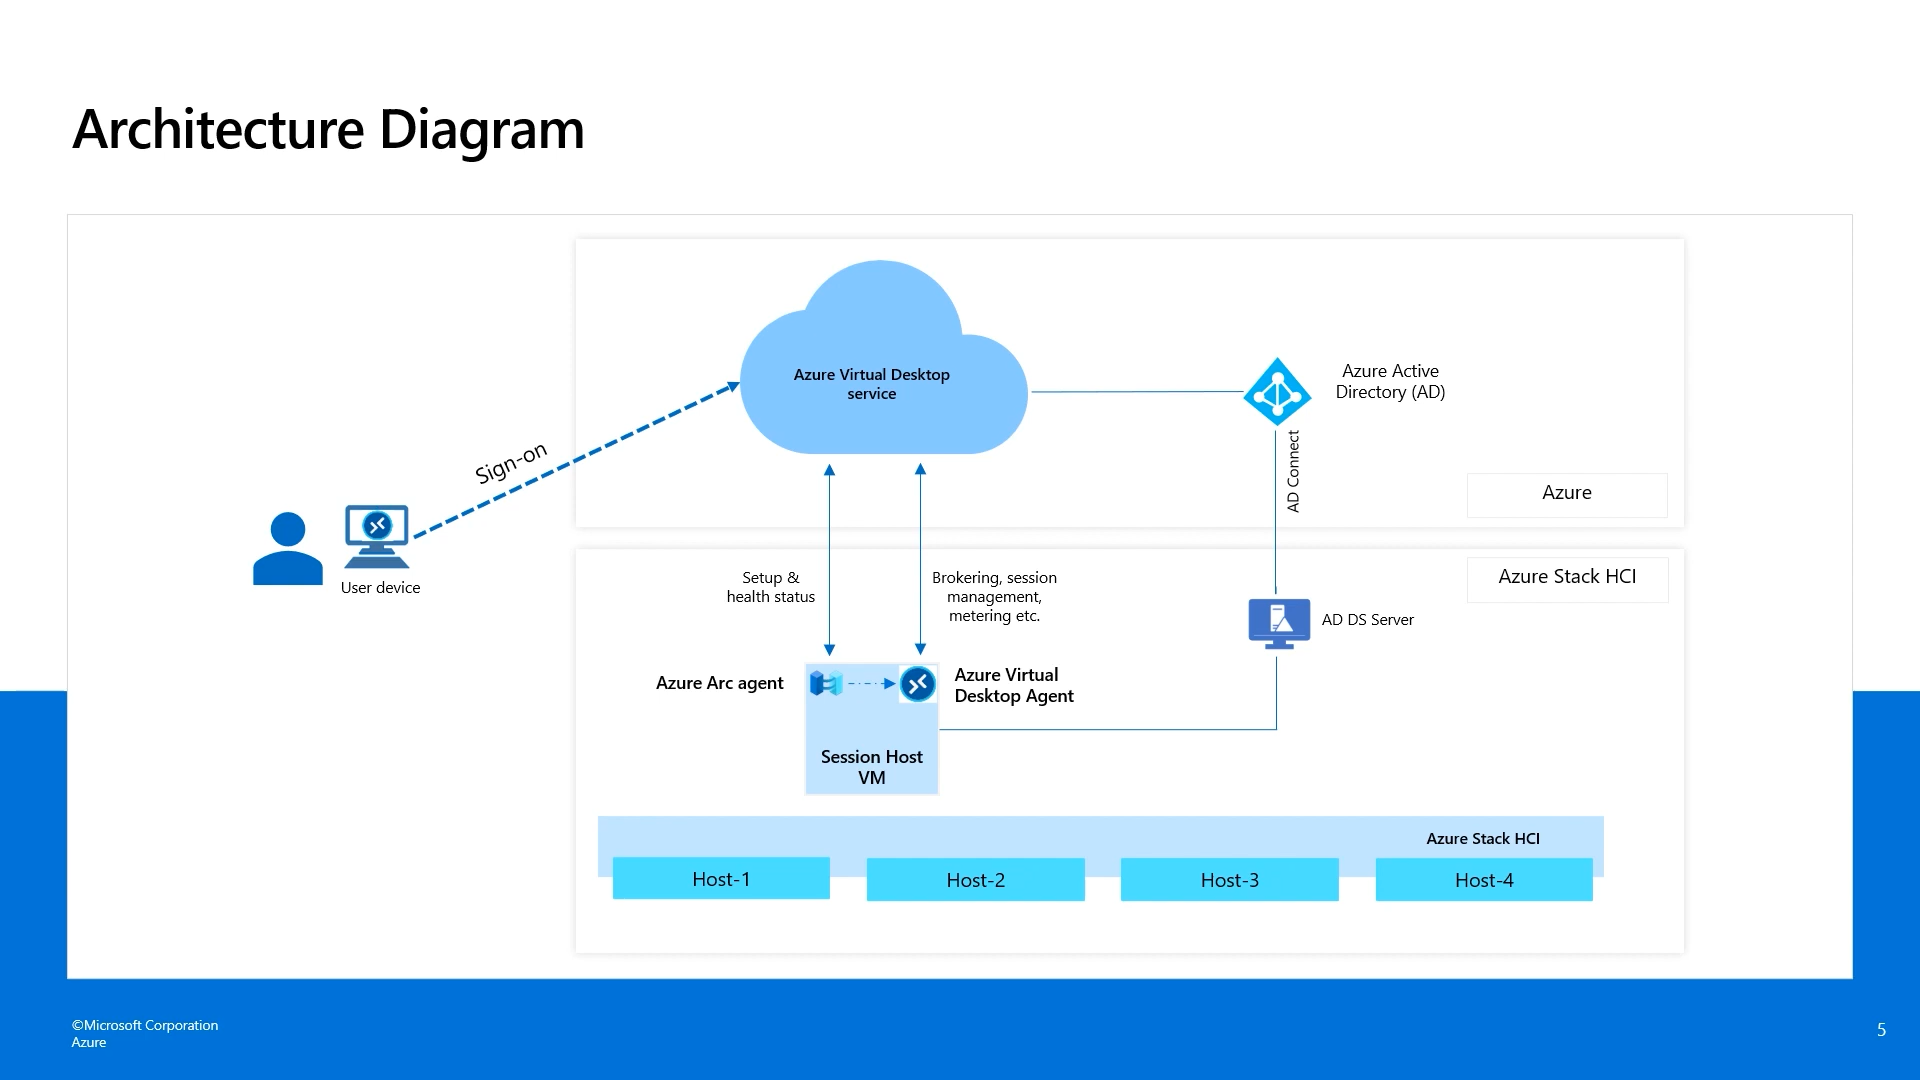 Architecture Diagram
Azure Virtual Desktop
service
Azure Active
Directory (AD)
Sign-on
AD Connect
Azure
User device
Setup &
health status
Brokering, session
management,
metering etc.
Azure Stack HCI
AD DS Server
Azure Arc agent
Azure Virtual
Desktop Agent
Session Host
VM
Azure Stack HCI
Host-1
Host-2
Host-3
Host-4
©Microsoft Corporation
Azure
5